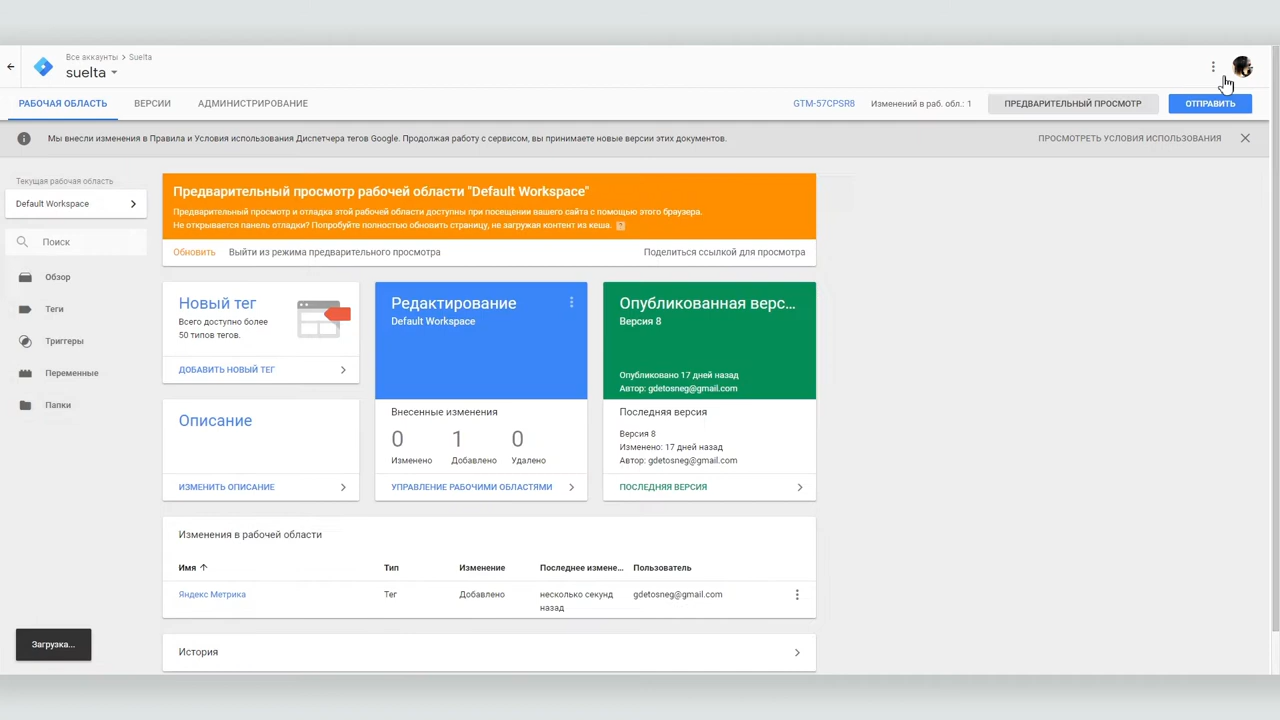 Все аккаунты > Suelta
suelta
РАБОЧАЯ ОБЛАСТЬ
ВЕРСИИ
АДМИНИСТРИРОВАНИЕ
GTM-57CPSR8
Изменений в раб. обл.: 1
ПРЕДВАРИТЕЛЬНЫЙ ПРОСМОТР
ОТПРАВИТЬ
Мы внесли изменения в Правила и Условия использования Диспетчера тегов Google. Продолжая работу с сервисом, вы принимаете новые версии этих документов.
ПРОСМОТРЕТЬ УСЛОВИЯ ИСПОЛЬЗОВАНИЯ
Текущая рабочая область
Default Workspace
Поиск
Обзор
Теги
Триггеры
Переменные
Папки
Предварительный просмотр рабочей области "Default Workspace"
Предварительный просмотр и отладка этой рабочей области доступны при посещении вашего сайта с помощью этого браузера.
Не открывается панель отладки? Попробуйте полностью обновить страницу, не загружая контент из кеша. ?
Обновить
Выйти из режима предварительного просмотра
Поделиться ссылкой для просмотра
Новый тег
Всего доступно более
50 типов тегов.
ДОБАВИТЬ НОВЫЙ ТЕГ
Описание
ИЗМЕНИТЬ ОПИСАНИЕ
Редактирование
Default Workspace
Внесенные изменения
0 1 0
Изменено Добавлено Удалено
УПРАВЛЕНИЕ РАБОЧИМИ ОБЛАСТЯМИ
Опубликованная верс...
Версия 8
Опубликовано 17 дней назад
Автор: gdetosneg@gmail.com
Последняя версия
Версия 8
Изменено: 17 дней назад
Автор: gdetosneg@gmail.com
ПОСЛЕДНЯЯ ВЕРСИЯ
Изменения в рабочей области
Имя Тип Изменение Последнее измене... Пользователь
Яндекс Метрика Тег Добавлено несколько секунд gdetosneg@gmail.com
назад
История
Загрузка...